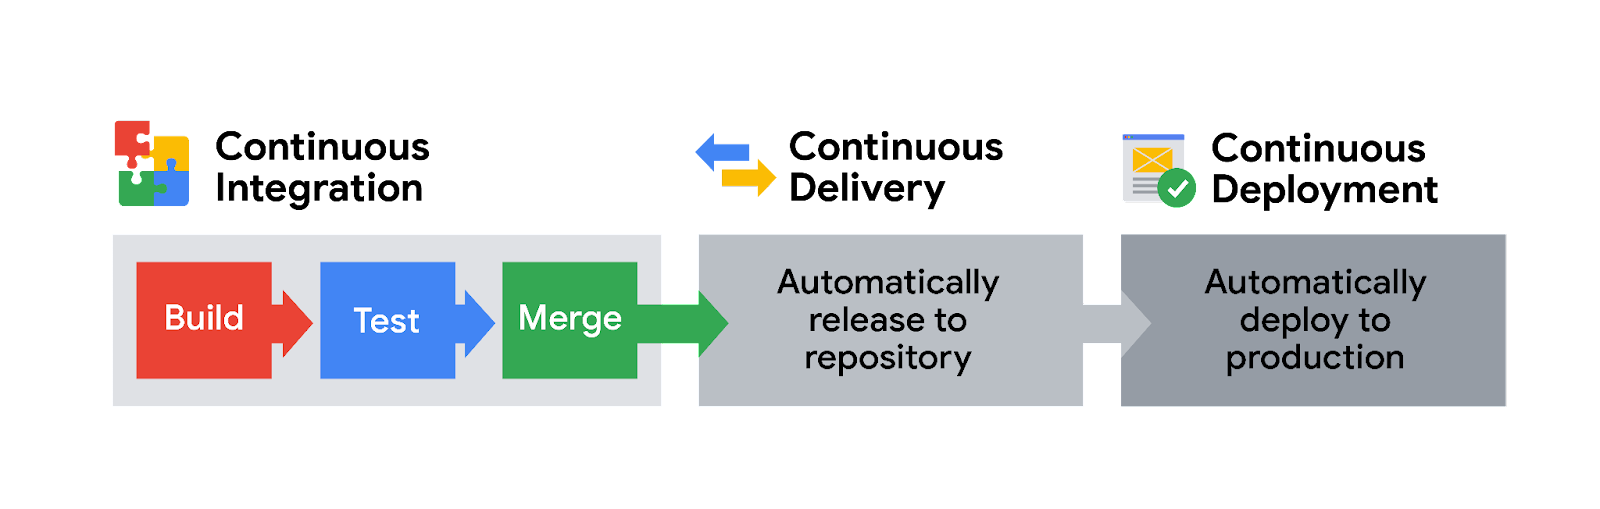 Continuous
Integration
Build
Test
Merge
Continuous
Delivery
Automatically
release to
repository
Continuous
Deployment
Automatically
deploy to
production